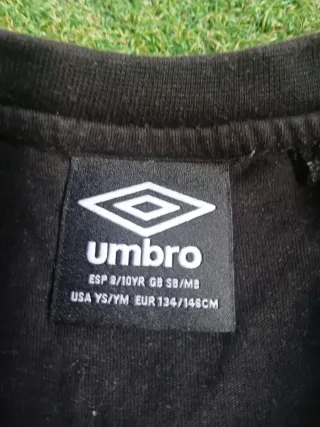 umbro
ESP 8/10YR GB SB/MB
USA YS/YM EUR 134/146CM